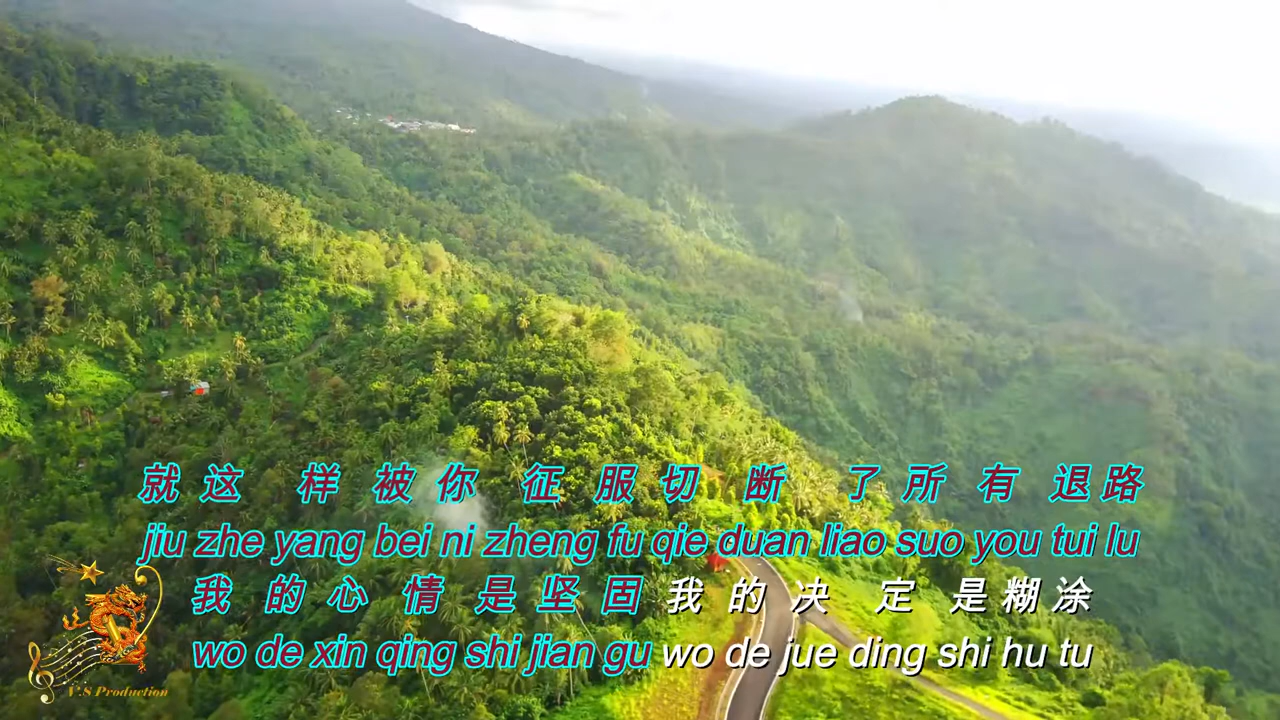 就这样被你征服切断了所有退路
jiu zhe yang bei ni zheng fu qie duan liao suo you tui lu
我的心情是坚固我的决定是糊涂
wo de xin qing shi jian gu wo de jue ding shi hu tu
V.S Production